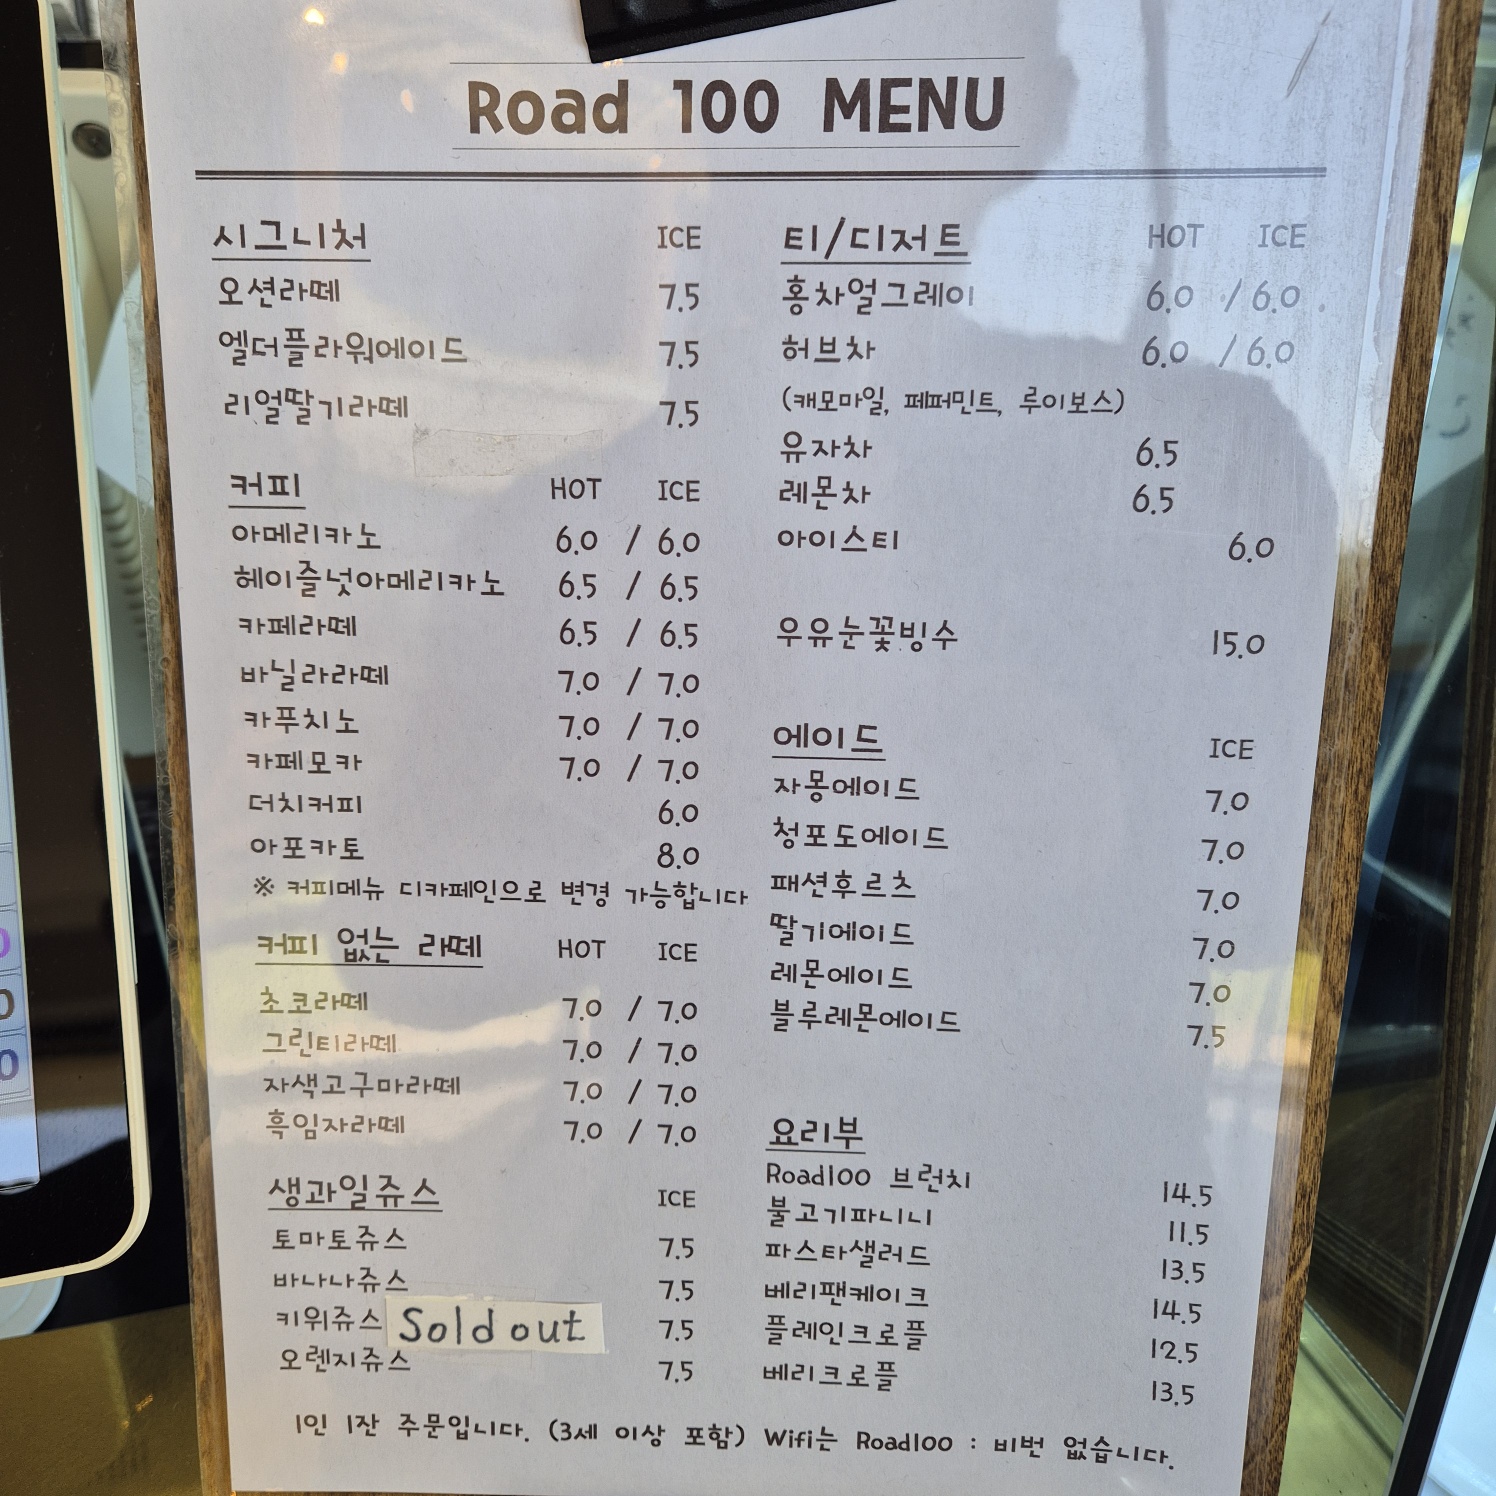 Road 100 MENU
시그니처 ICE
오션라떼 7.5
엘더플라워에이드 7.5
리얼딸기라떼 7.5
커피 HOT ICE
아메리카노 6.0 / 6.0
헤이즐넛아메리카노 6.5 / 6.5
카페라떼 6.5 / 6.5
바닐라라떼 7.0 / 7.0
카푸치노 7.0 / 7.0
카페모카 7.0 / 7.0
더치커피 6.0
아포카토 8.0
※ 커피메뉴 디카페인으로 변경 가능합니다
커피 없는 라떼 HOT ICE
초코라떼 7.0 / 7.0
그린티라떼 7.0 / 7.0
자색고구마라떼 7.0 / 7.0
흑임자라떼 7.0 / 7.0
생과일쥬스 ICE
토마토쥬스 7.5
바나나쥬스 7.5
키위쥬스 Sold out 7.5
오렌지쥬스 7.5
티/디저트 HOT ICE
홍차얼그레이 6.0 / 6.0
허브차 6.0 / 6.0
(캐모마일, 페퍼민트, 루이보스)
유자차 6.5
레몬차 6.5
아이스티 6.0
우유눈꽃빙수 15.0
에이드 ICE
자몽에이드 7.0
청포도에이드 7.0
패션후르츠 7.0
딸기에이드 7.0
레몬에이드 7.0
블루레몬에이드 7.5
요리부
Road100 브런치 14.5
불고기파니니 11.5
파스타샐러드 13.5
베리팬케이크 14.5
플레인크로플 12.5
베리크로플 13.5
1인 1잔 주문입니다. (3세 이상 포함) Wifi는 Road100 : 비번 없습니다.